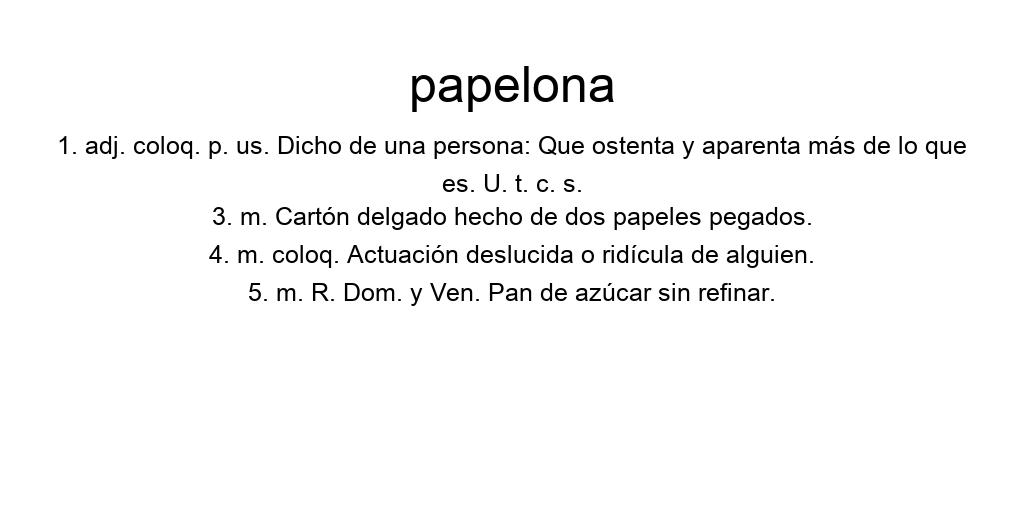 papelona
1. adj. coloq. p. us. Dicho de una persona: Que ostenta y aparenta más de lo que
es. U. t. c. s.
3. m. Cartón delgado hecho de dos papeles pegados.
4. m. coloq. Actuación deslucida o ridícula de alguien.
5. m. R. Dom. y Ven. Pan de azúcar sin refinar.